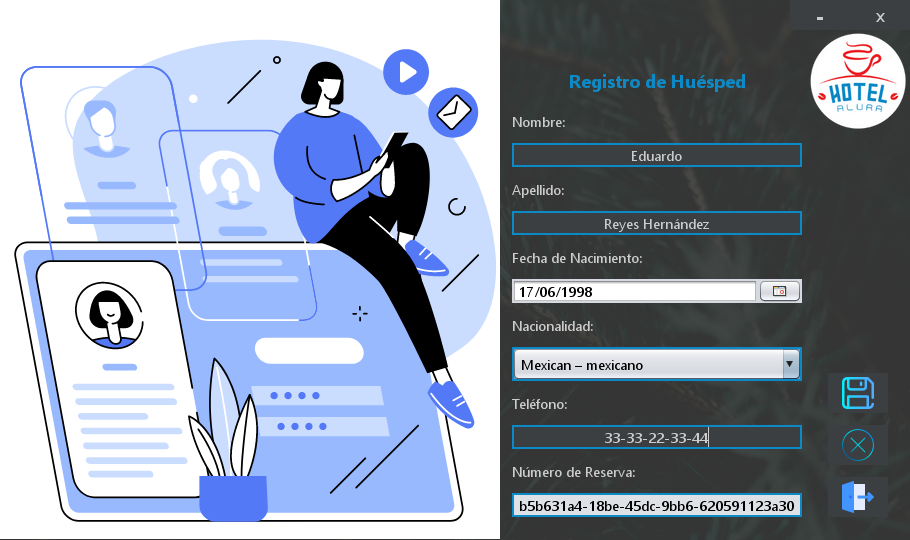 - x
Registro de Huésped
HOTEL
ALURA
Nombre:
Eduardo
Apellido:
Reyes Hernández
Fecha de Nacimiento:
17/06/1998
Nacionalidad:
Mexican – mexicano
Teléfono:
33-33-22-33-44
Número de Reserva:
b5b631a4-18be-45dc-9bb6-620591123a30